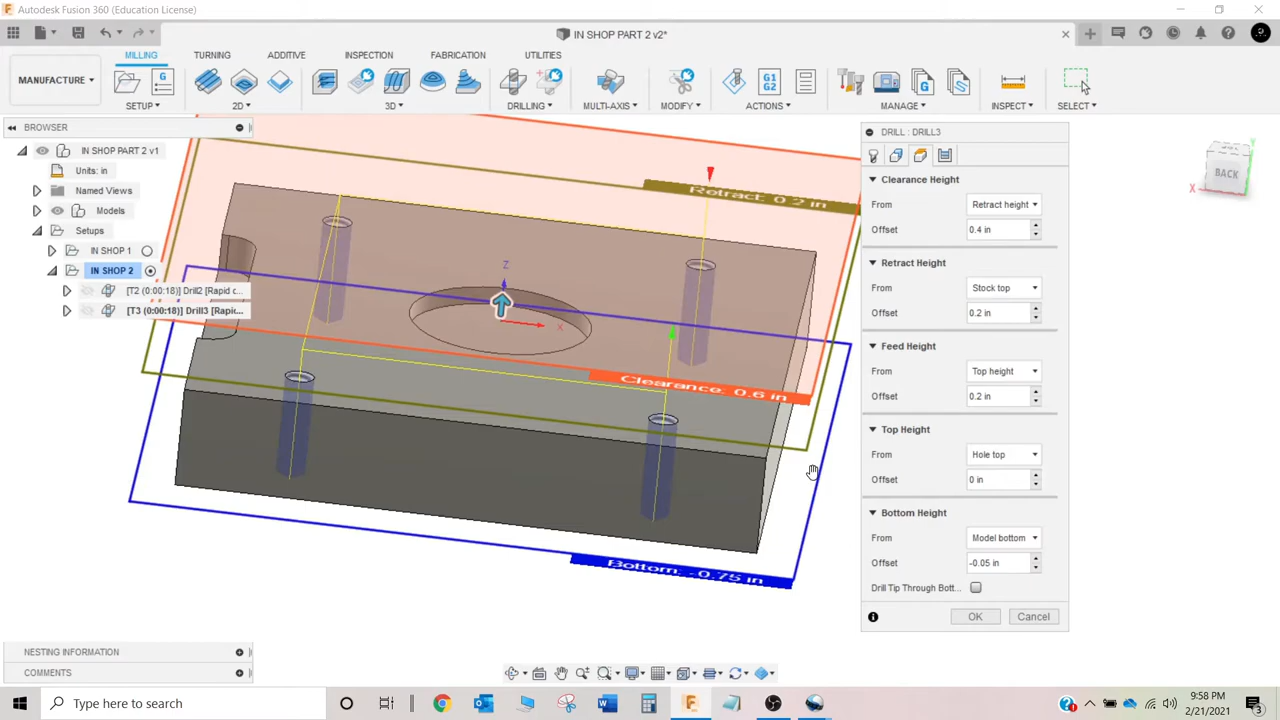 Autodesk Fusion 360 (Education License)
IN SHOP PART 2 v2*
MILLING TURNING ADDITIVE INSPECTION FABRICATION UTILITIES
MANUFACTURE
SETUP 2D 3D DRILLING MULTI-AXIS MODIFY ACTIONS MANAGE INSPECT SELECT
G
G1
G2
BROWSER
IN SHOP PART 2 v1
Units: in
Named Views
Models
Setups
IN SHOP 1
IN SHOP 2
[T2 (0:00:18)] Drill2 [Rapid c...
[T3 (0:00:18)] Drill3 [Rapi...
Retract: 0.2 in
Z
X
Clearance: 0.6 in
Bottom: -0.75 in
DRILL : DRILL3
Clearance Height
From Retract height
Offset 0.4 in
Retract Height
From Stock top
Offset 0.2 in
Feed Height
From Top height
Offset 0.2 in
Top Height
From Hole top
Offset 0 in
Bottom Height
From Model bottom
Offset -0.05 in
Drill Tip Through Bott...
OK Cancel
BACK
X
NESTING INFORMATION
COMMENTS
Type here to search
9:58 PM
2/21/2021
3